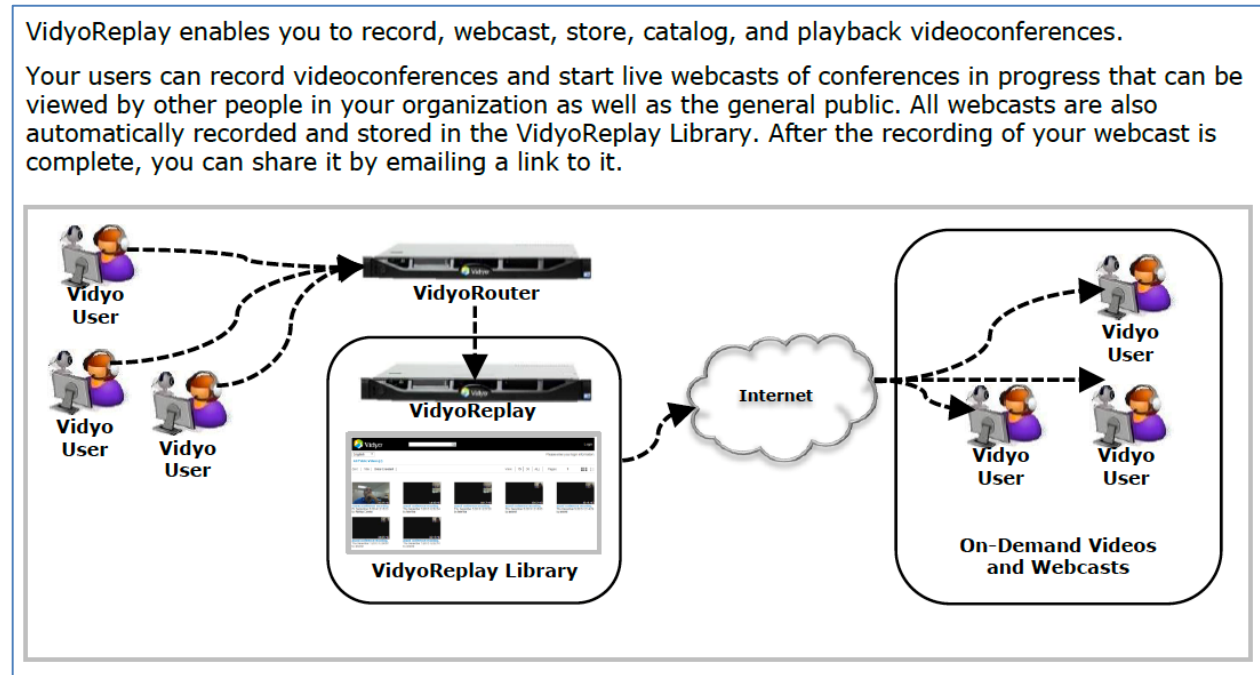 VidyoReplay enables you to record, webcast, store, catalog, and playback videoconferences.
Your users can record videoconferences and start live webcasts of conferences in progress that can be
viewed by other people in your organization as well as the general public. All webcasts are also
automatically recorded and stored in the VidyoReplay Library. After the recording of your webcast is
complete, you can share it by emailing a link to it.
Vidyo
User
Vidyo
VidyoRouter
Vidyo
User
Vidyo
User
Vidyo
VidyoReplay
Vidyo
VidyoReplay Library
Internet
Vidyo
User
Vidyo
User
Vidyo
User
On-Demand Videos
and Webcasts